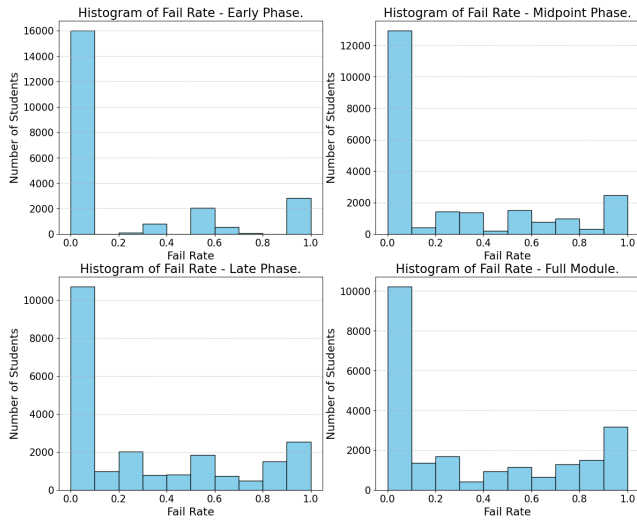 Histogram of Fail Rate - Early Phase.
Number of Students
16000
14000
12000
10000
8000
6000
4000
2000
0
0.0 0.2 0.4 0.6 0.8 1.0
Fail Rate
Histogram of Fail Rate - Midpoint Phase.
Number of Students
12000
10000
8000
6000
4000
2000
0
0.0 0.2 0.4 0.6 0.8 1.0
Fail Rate
Histogram of Fail Rate - Late Phase.
Number of Students
10000
8000
6000
4000
2000
0
0.0 0.2 0.4 0.6 0.8 1.0
Fail Rate
Histogram of Fail Rate - Full Module.
Number of Students
10000
8000
6000
4000
2000
0
0.0 0.2 0.4 0.6 0.8 1.0
Fail Rate